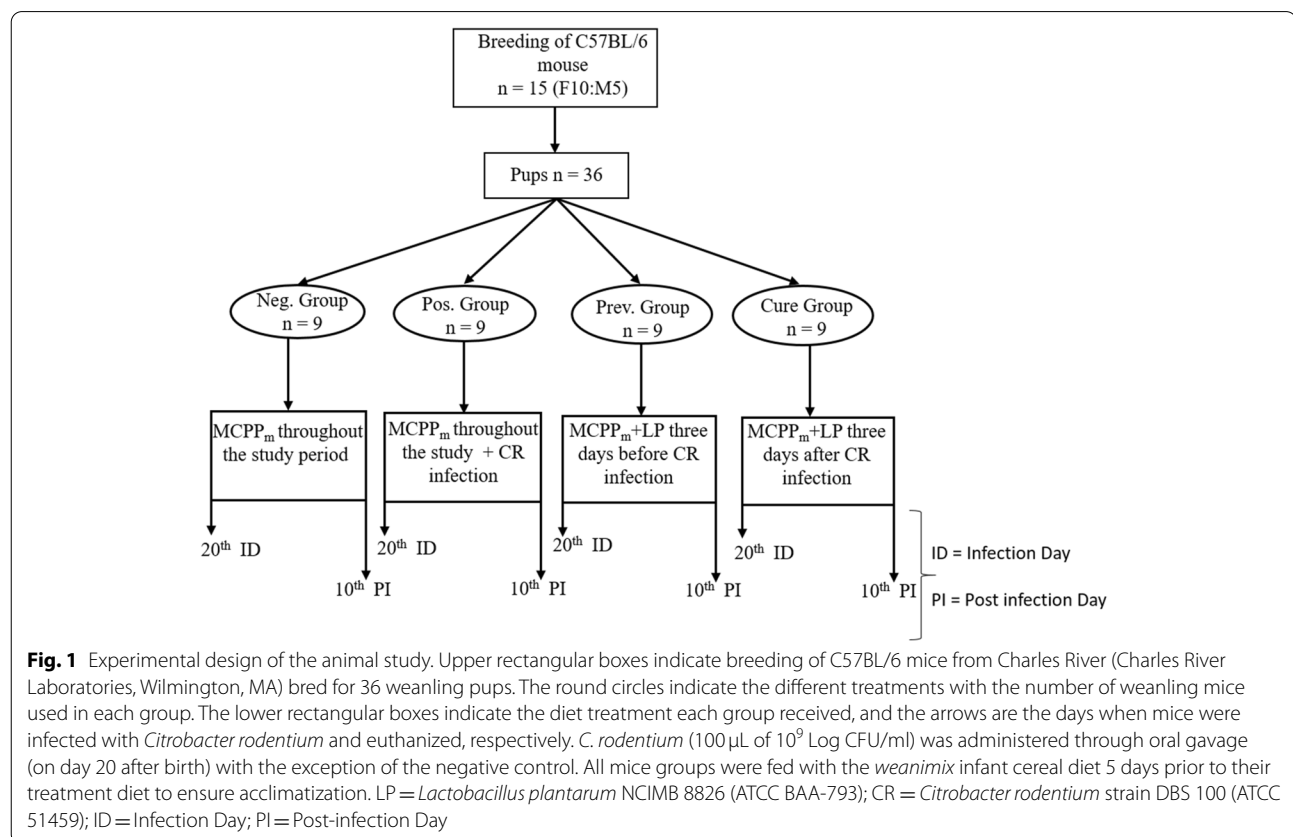 Breeding of C57BL/6
mouse
n = 15 (F10:M5)
Pups n = 36
Neg. Group
n = 9
Pos. Group
n = 9
Prev. Group
n = 9
Cure Group
n = 9
MCPPm throughout
the study period
MCPPm throughout
the study + CR
infection
MCPPm+LP three
days before CR
infection
MCPPm+LP three
days after CR
infection
20th ID
10th PI
20th ID
10th PI
20th ID
10th PI
20th ID
10th PI
ID = Infection Day
PI = Post infection Day
Fig. 1 Experimental design of the animal study. Upper rectangular boxes indicate breeding of C57BL/6 mice from Charles River (Charles River
Laboratories, Wilmington, MA) bred for 36 weanling pups. The round circles indicate the different treatments with the number of weanling mice
used in each group. The lower rectangular boxes indicate the diet treatment each group received, and the arrows are the days when mice were
infected with Citrobacter rodentium and euthanized, respectively. C. rodentium (100 µL of 10⁹ Log CFU/ml) was administered through oral gavage
(on day 20 after birth) with the exception of the negative control. All mice groups were fed with the weanimix infant cereal diet 5 days prior to their
treatment diet to ensure acclimatization. LP = Lactobacillus plantarum NCIMB 8826 (ATCC BAA-793); CR = Citrobacter rodentium strain DBS 100 (ATCC
51459); ID = Infection Day; PI = Post-infection Day